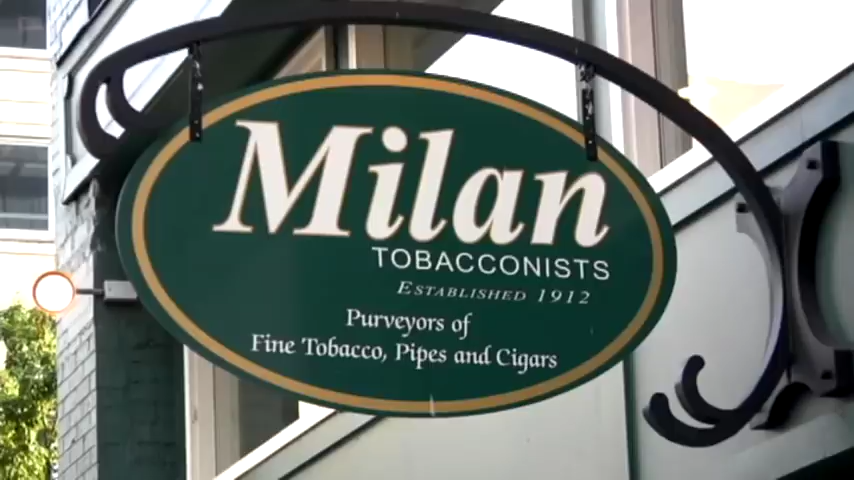 Milan
TOBACCONISTS
ESTABLISHED 1912
Purveyors of
Fine Tobacco, Pipes and Cigars